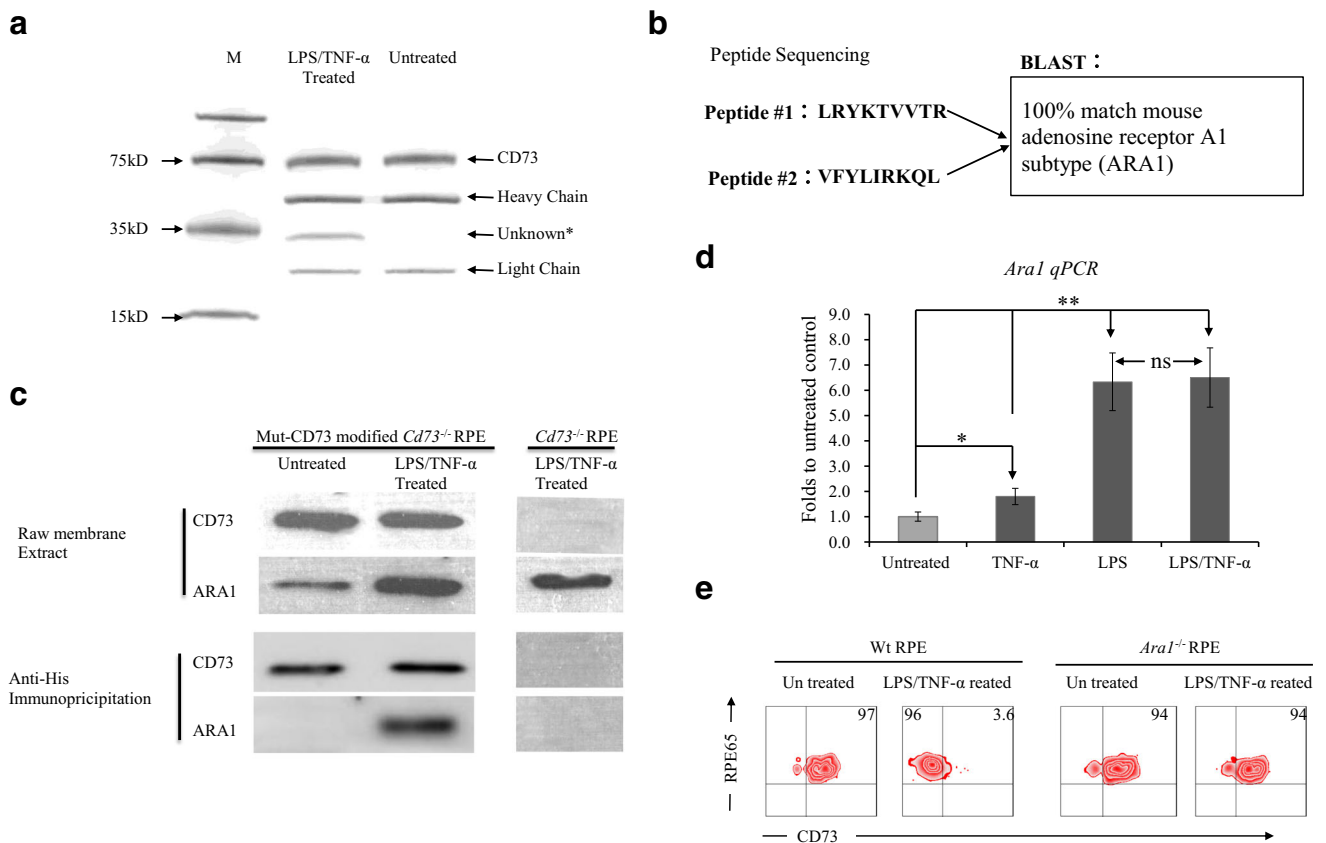 a
M
LPS/TNF-α
Treated
Untreated
75kD
35kD
15kD
CD73
Heavy Chain
Unknown*
Light Chain
b
Peptide Sequencing
Peptide #1：LRYKTVVTR
Peptide #2：VFYLIRKQL
BLAST：
100% match mouse
adenosine receptor A1
subtype (ARA1)
c
Mut-CD73 modified Cd73-/- RPE
Cd73-/- RPE
Untreated
LPS/TNF-α
Treated
LPS/TNF-α
Treated
Raw membrane
Extract
CD73
ARA1
Anti-His
Immunopricipitation
CD73
ARA1
d
Ara1 qPCR
Folds to untreated control
9.0
8.0
7.0
6.0
5.0
4.0
3.0
2.0
1.0
0.0
**
*
ns
Untreated
TNF-α
LPS
LPS/TNF-α
e
Wt RPE
Ara1-/- RPE
Un treated
LPS/TNF-α reated
Un treated
LPS/TNF-α reated
97
96
3.6
94
94
RPE65
CD73